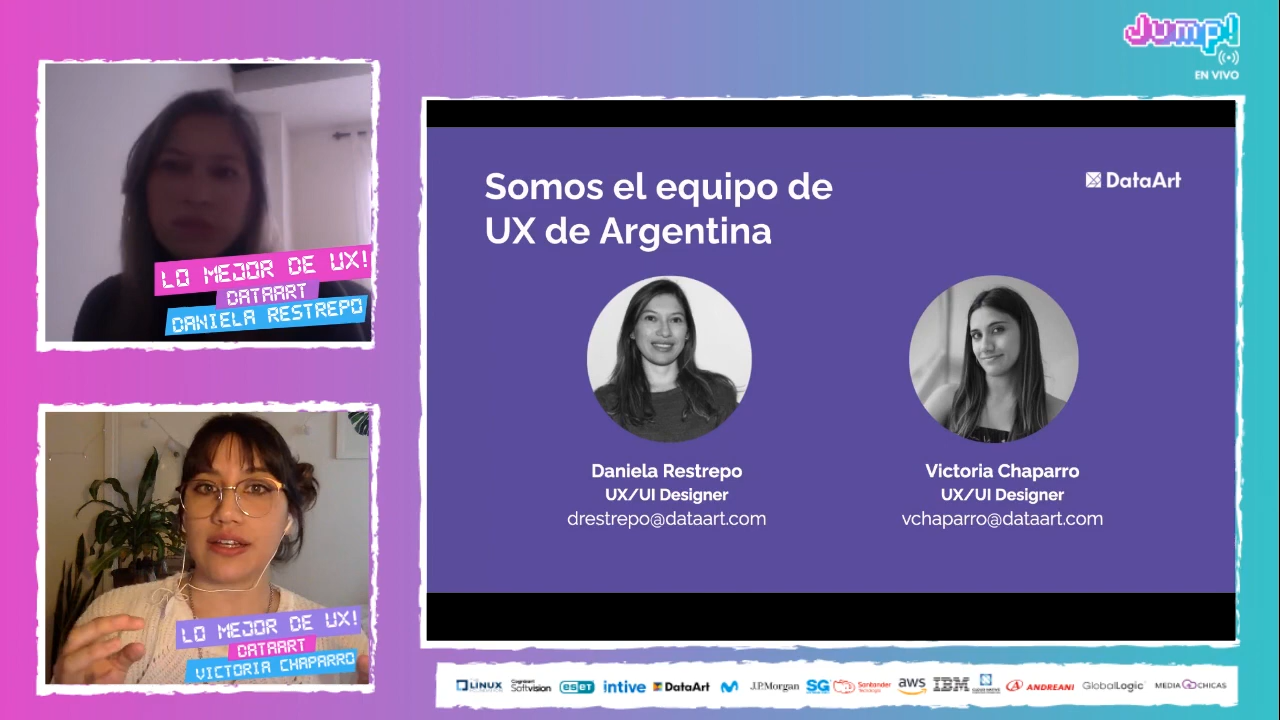 Jump!
EN VIVO
LO MEJOR DE UX!
DATAART
DANIELA RESTREPO
Somos el equipo de
UX de Argentina
DataArt
Daniela Restrepo
UX/UI Designer
drestrepo@dataart.com
Victoria Chaparro
UX/UI Designer
vchaparro@dataart.com
LO MEJOR DE UX!
DATAART
VICTORIA CHAPARRO
LINUX Cognizant Softvision eset intive DataArt J.P.Morgan SG Santander Tecnología aws IBM ANDREANI GlobalLogic MEDIA CHICAS